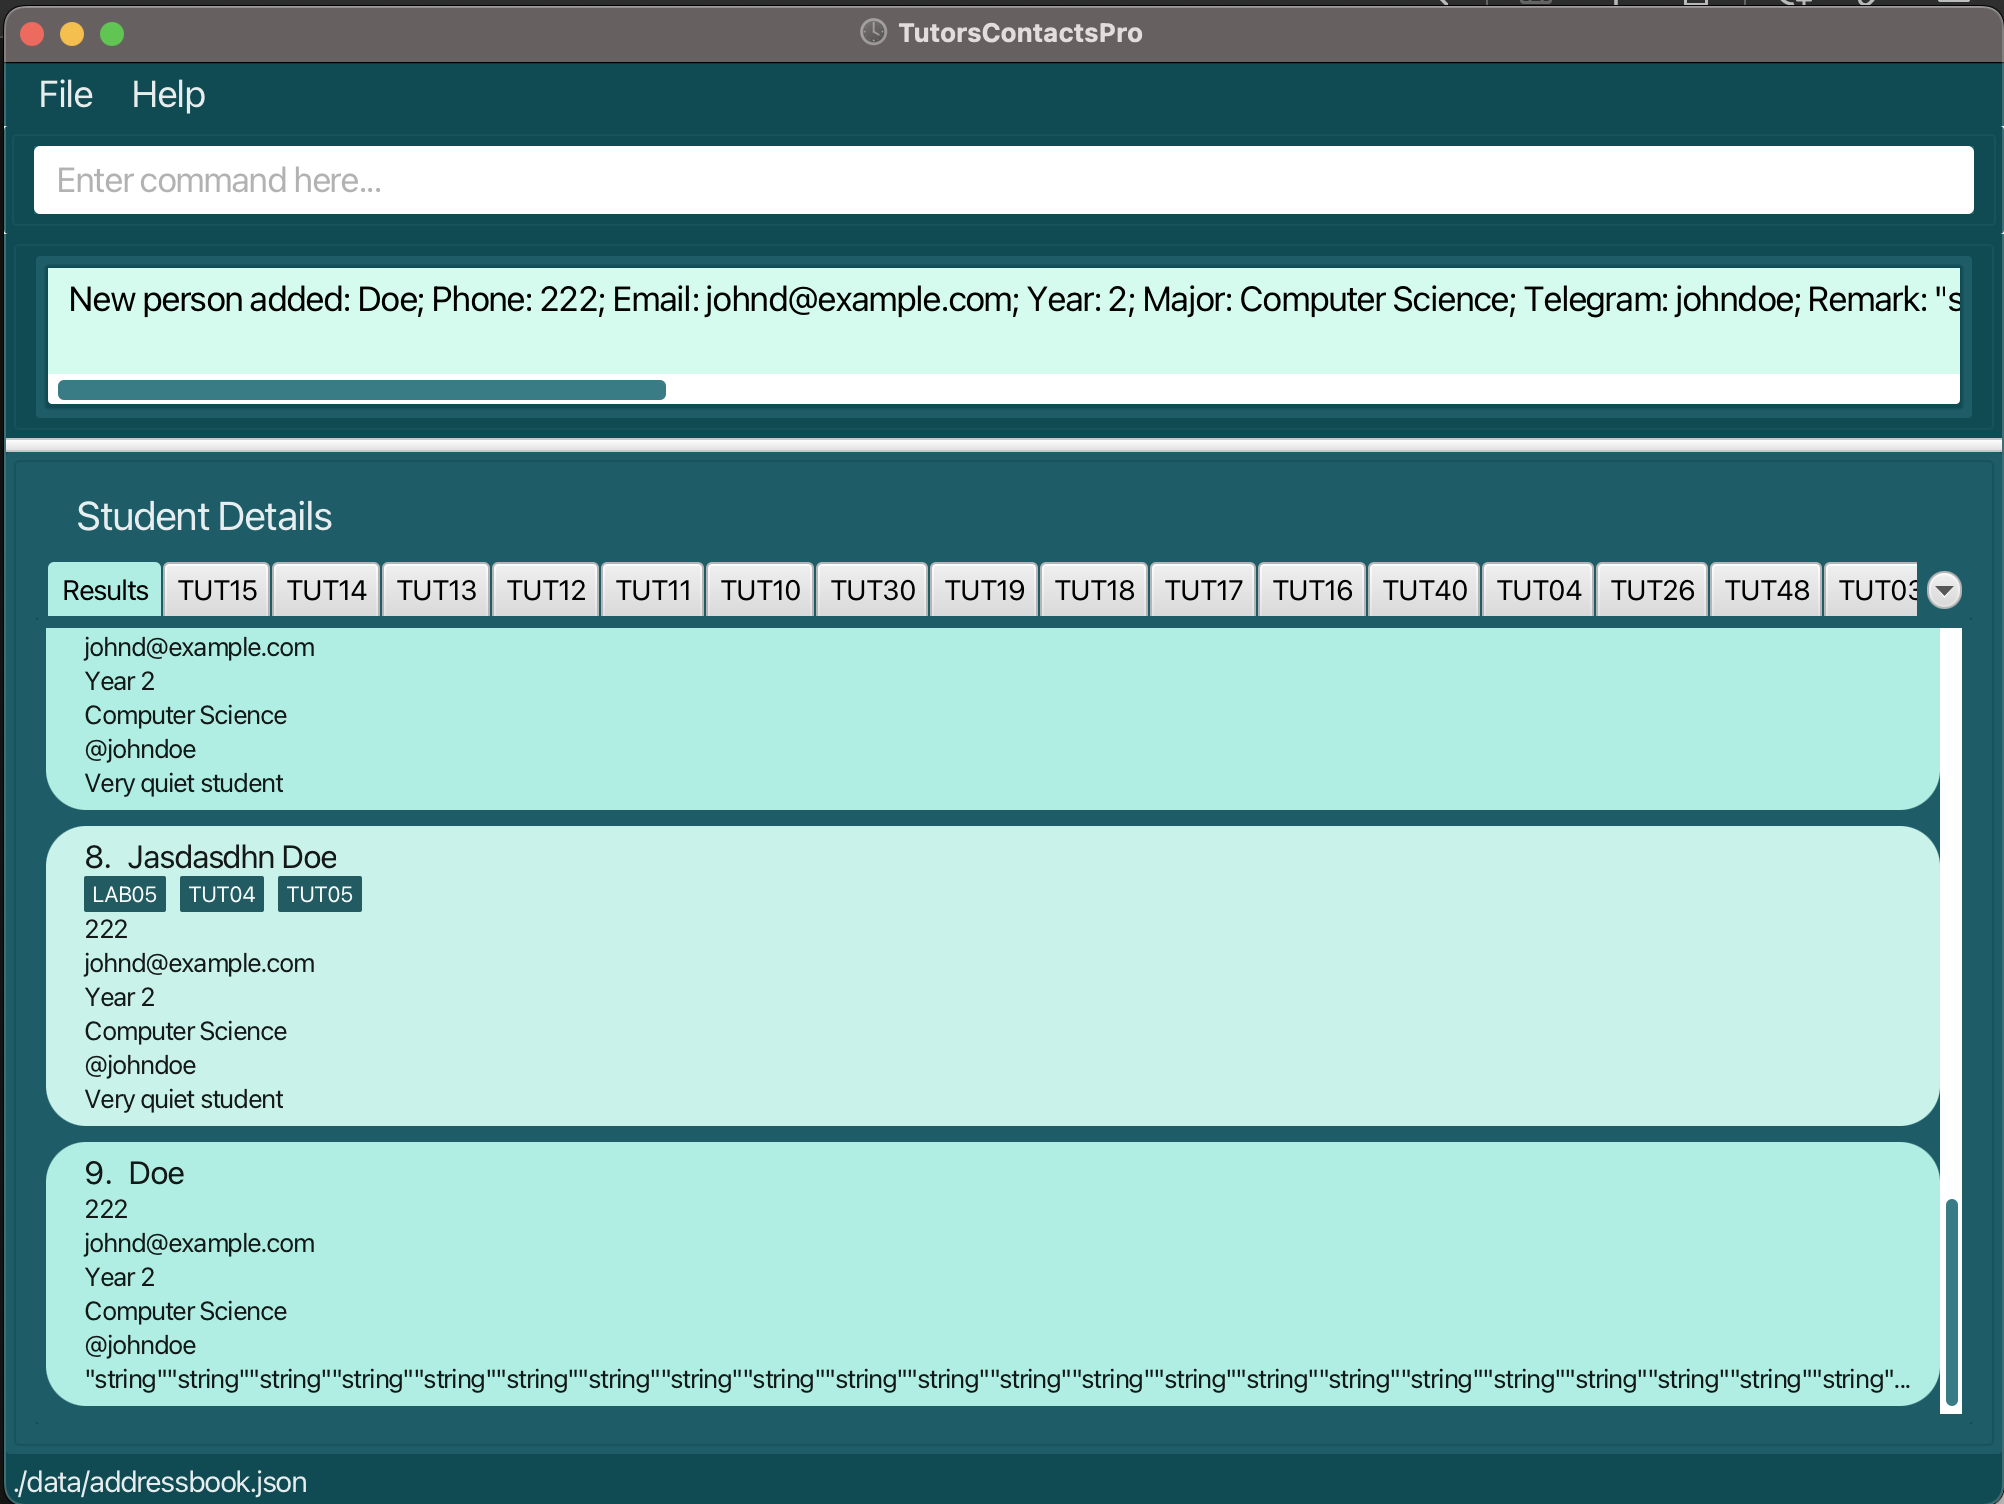 TutorsContactsPro
File Help
Enter command here...
New person added: Doe; Phone: 222; Email: johnd@example.com; Year: 2; Major: Computer Science; Telegram: johndoe; Remark: "s
Student Details
Results TUT15 TUT14 TUT13 TUT12 TUT11 TUT10 TUT30 TUT19 TUT18 TUT17 TUT16 TUT40 TUT04 TUT26 TUT48 TUT03
johnd@example.com
Year 2
Computer Science
@johndoe
Very quiet student
8. Jasdasdhn Doe
LAB05 TUT04 TUT05
222
johnd@example.com
Year 2
Computer Science
@johndoe
Very quiet student
9. Doe
222
johnd@example.com
Year 2
Computer Science
@johndoe
"string""string""string""string""string""string""string""string""string""string""string""string""string""string""string""string""string""string""string""string""string""string"...
./data/addressbook.json